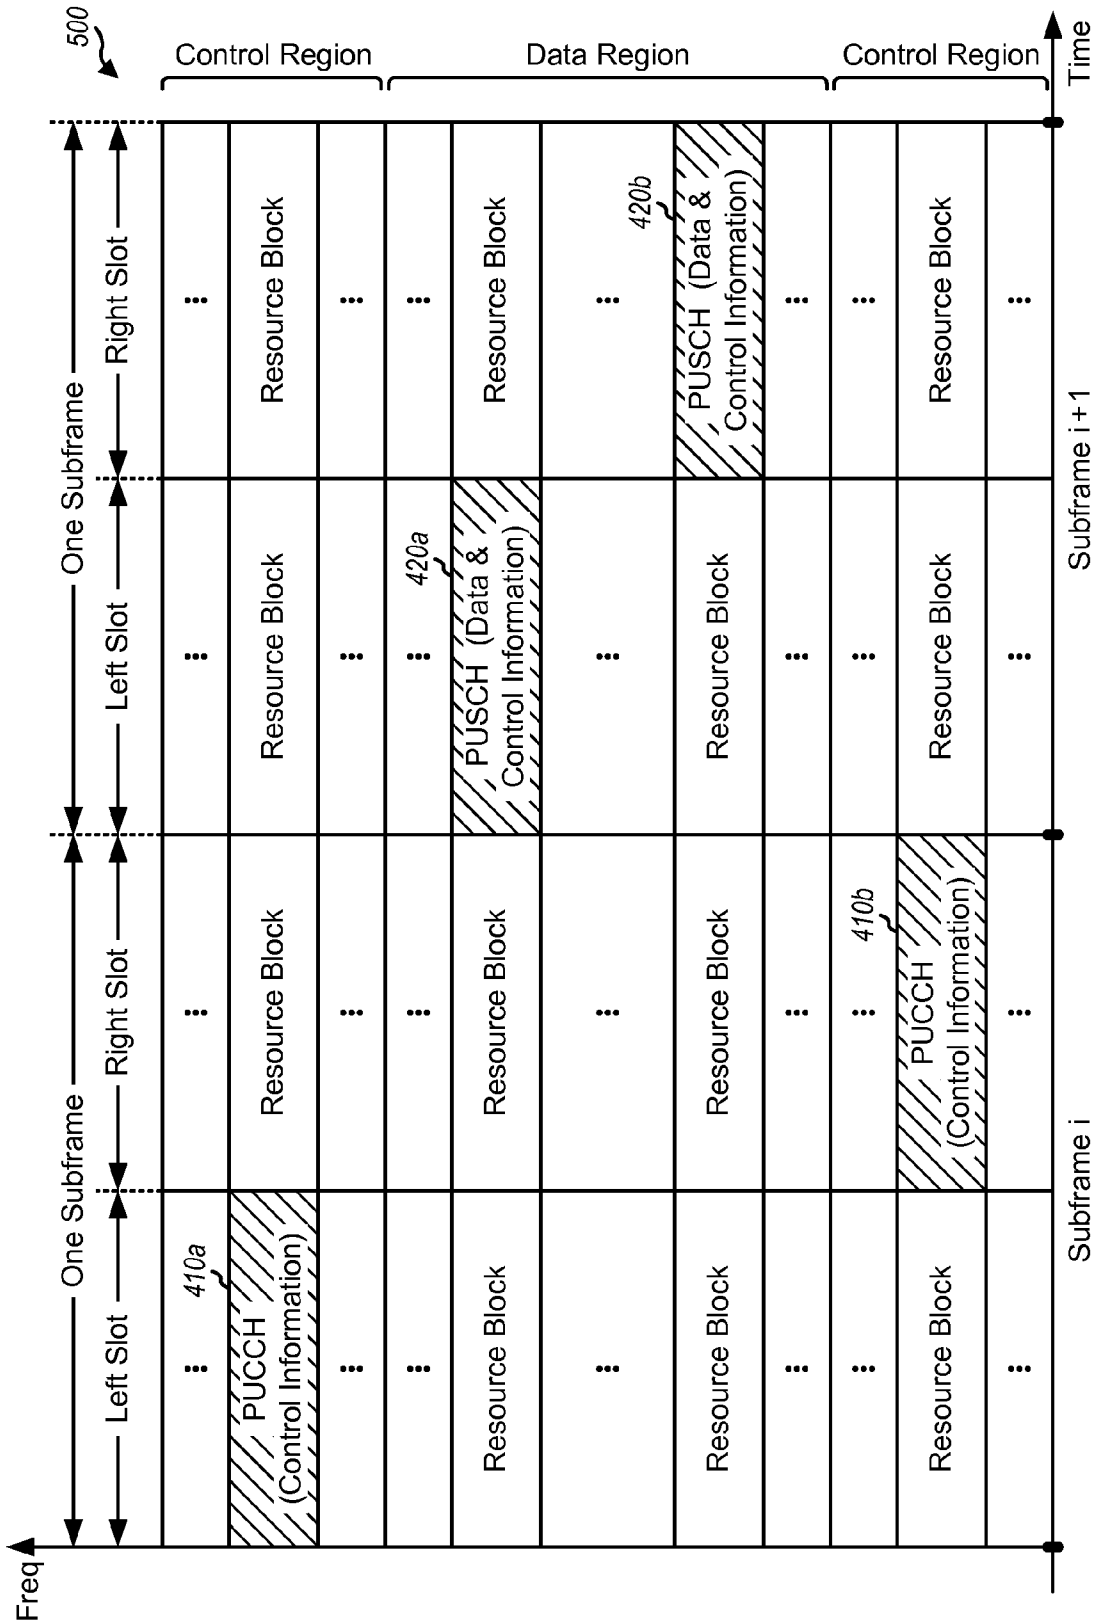 Freq
One Subframe
One Subframe
500
Left Slot
Right Slot
Left Slot
Right Slot
410a
...
...
...
...
Control Region
PUCCH
(Control Information)
Resource Block
Resource Block
Resource Block
...
...
...
...
420a
...
...
...
...
Resource Block
Resource Block
PUSCH (Data &
Control Information)
Resource Block
Data Region
...
...
...
...
420b
Resource Block
Resource Block
Resource Block
PUSCH (Data &
Control Information)
...
...
...
...
410b
...
...
...
...
Resource Block
PUCCH
(Control Information)
Resource Block
Resource Block
Control Region
...
...
...
...
Subframe i
Subframe i + 1
Time